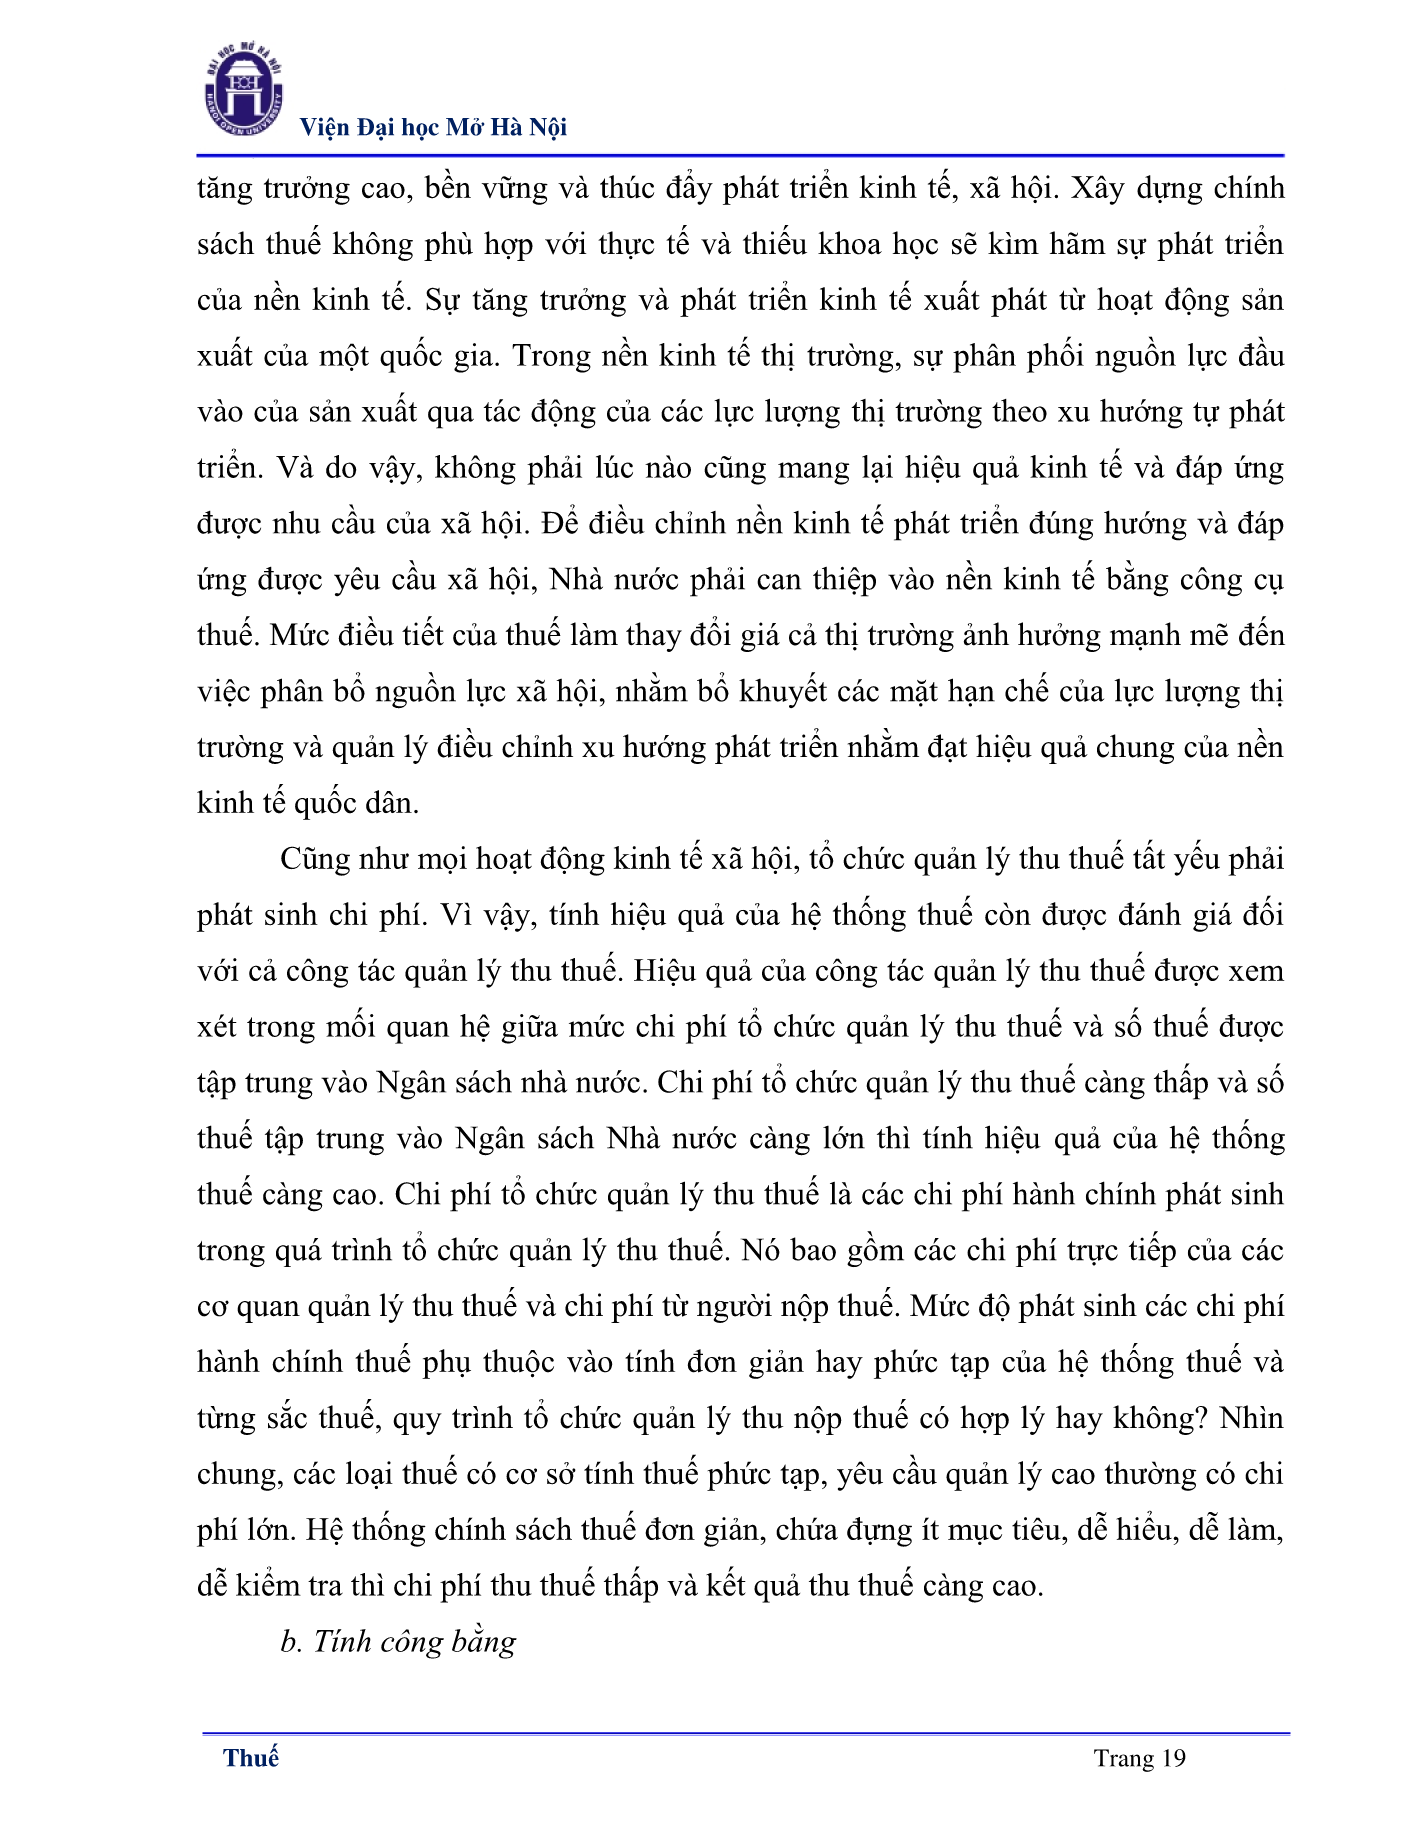 ĐẠI HỌC MỞ HÀ NỘI
HANOI OPEN UNIVERSITY
Viện Đại học Mở Hà Nội
tăng trưởng cao, bền vững và thúc đẩy phát triển kinh tế, xã hội. Xây dựng chính
sách thuế không phù hợp với thực tế và thiếu khoa học sẽ kìm hãm sự phát triển
của nền kinh tế. Sự tăng trưởng và phát triển kinh tế xuất phát từ hoạt động sản
xuất của một quốc gia. Trong nền kinh tế thị trường, sự phân phối nguồn lực đầu
vào của sản xuất qua tác động của các lực lượng thị trường theo xu hướng tự phát
triển. Và do vậy, không phải lúc nào cũng mang lại hiệu quả kinh tế và đáp ứng
được nhu cầu của xã hội. Để điều chỉnh nền kinh tế phát triển đúng hướng và đáp
ứng được yêu cầu xã hội, Nhà nước phải can thiệp vào nền kinh tế bằng công cụ
thuế. Mức điều tiết của thuế làm thay đổi giá cả thị trường ảnh hưởng mạnh mẽ đến
việc phân bổ nguồn lực xã hội, nhằm bổ khuyết các mặt hạn chế của lực lượng thị
trường và quản lý điều chỉnh xu hướng phát triển nhằm đạt hiệu quả chung của nền
kinh tế quốc dân.
Cũng như mọi hoạt động kinh tế xã hội, tổ chức quản lý thu thuế tất yếu phải
phát sinh chi phí. Vì vậy, tính hiệu quả của hệ thống thuế còn được đánh giá đối
với cả công tác quản lý thu thuế. Hiệu quả của công tác quản lý thu thuế được xem
xét trong mối quan hệ giữa mức chi phí tổ chức quản lý thu thuế và số thuế được
tập trung vào Ngân sách nhà nước. Chi phí tổ chức quản lý thu thuế càng thấp và số
thuế tập trung vào Ngân sách Nhà nước càng lớn thì tính hiệu quả của hệ thống
thuế càng cao. Chi phí tổ chức quản lý thu thuế là các chi phí hành chính phát sinh
trong quá trình tổ chức quản lý thu thuế. Nó bao gồm các chi phí trực tiếp của các
cơ quan quản lý thu thuế và chi phí từ người nộp thuế. Mức độ phát sinh các chi phí
hành chính thuế phụ thuộc vào tính đơn giản hay phức tạp của hệ thống thuế và
từng sắc thuế, quy trình tổ chức quản lý thu nộp thuế có hợp lý hay không? Nhìn
chung, các loại thuế có cơ sở tính thuế phức tạp, yêu cầu quản lý cao thường có chi
phí lớn. Hệ thống chính sách thuế đơn giản, chứa đựng ít mục tiêu, dễ hiểu, dễ làm,
dễ kiểm tra thì chi phí thu thuế thấp và kết quả thu thuế càng cao.
b. Tính công bằng
Thuế
Trang 19